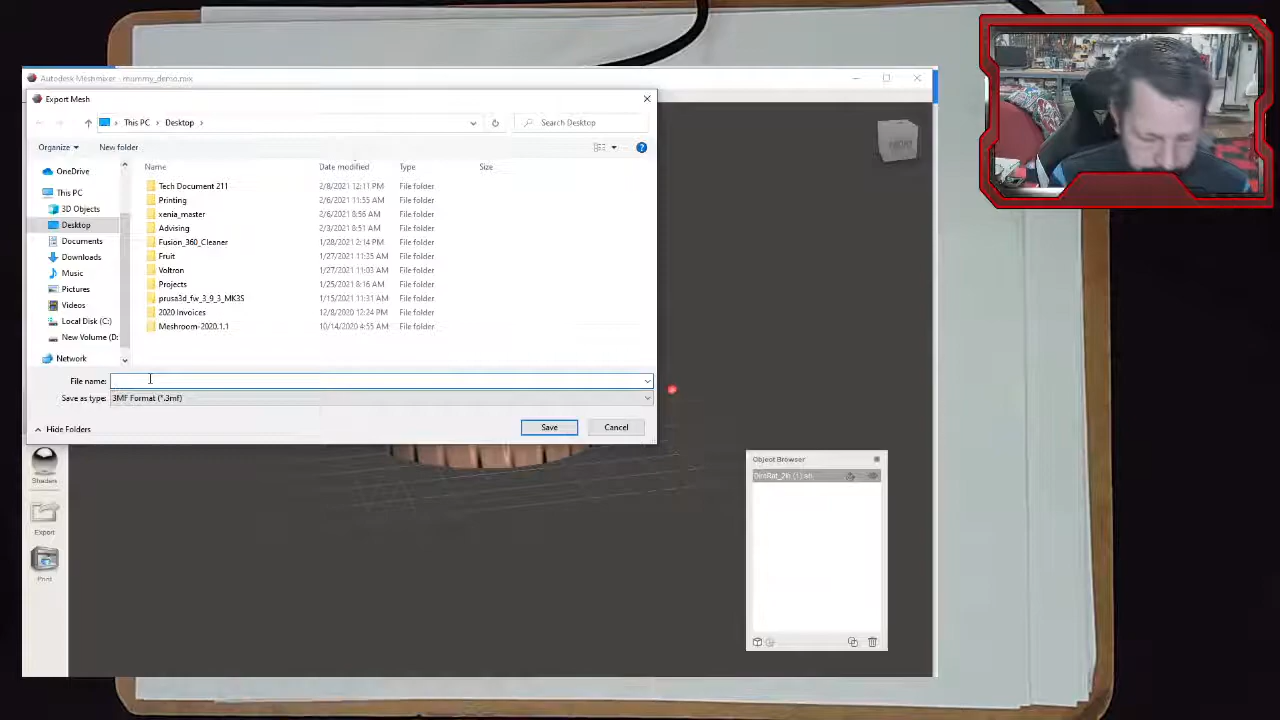 Autodesk Meshmixer - mummy_demo.mix
Export Mesh
This PC > Desktop >
Search Desktop
Organize
New folder
Name
Date modified
Type
Size
OneDrive
This PC
3D Objects
Desktop
Documents
Downloads
Music
Pictures
Videos
Local Disk (C:)
New Volume (D:
Network
Tech Document 211 2/8/2021 12:11 PM File folder
Printing 2/6/2021 11:55 AM File folder
xenia_master 2/6/2021 8:56 AM File folder
Advising 2/3/2021 8:51 AM File folder
Fusion_360_Cleaner 1/28/2021 2:14 PM File folder
Fruit 1/27/2021 11:25 AM File folder
Voltron 1/27/2021 11:03 AM File folder
Projects 1/25/2021 8:16 AM File folder
prusa3d_fw_3_9_3_MK3S 1/15/2021 11:31 AM File folder
2020 Invoices 12/8/2020 12:24 PM File folder
Meshroom-2020.1.1 10/14/2020 4:55 AM File folder
File name:
Save as type: 3MF Format (*.3mf)
Hide Folders
Save
Cancel
Shaders
Export
Print
Object Browser